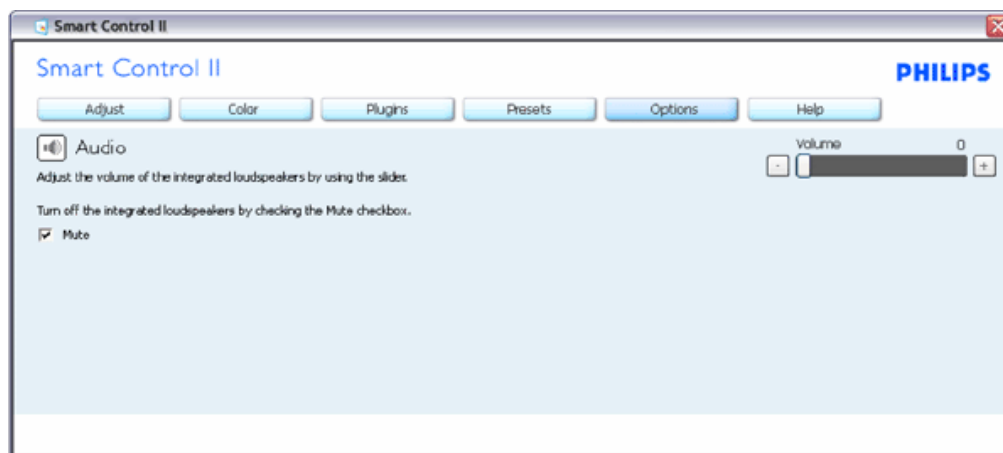 Smart Control II
Smart Control II
PHILIPS
Adjust Color Plugins Presets Options Help
Audio
Volume 0
- +
Adjust the volume of the integrated loudspeakers by using the slider.
Turn off the integrated loudspeakers by checking the Mute checkbox.
Mute